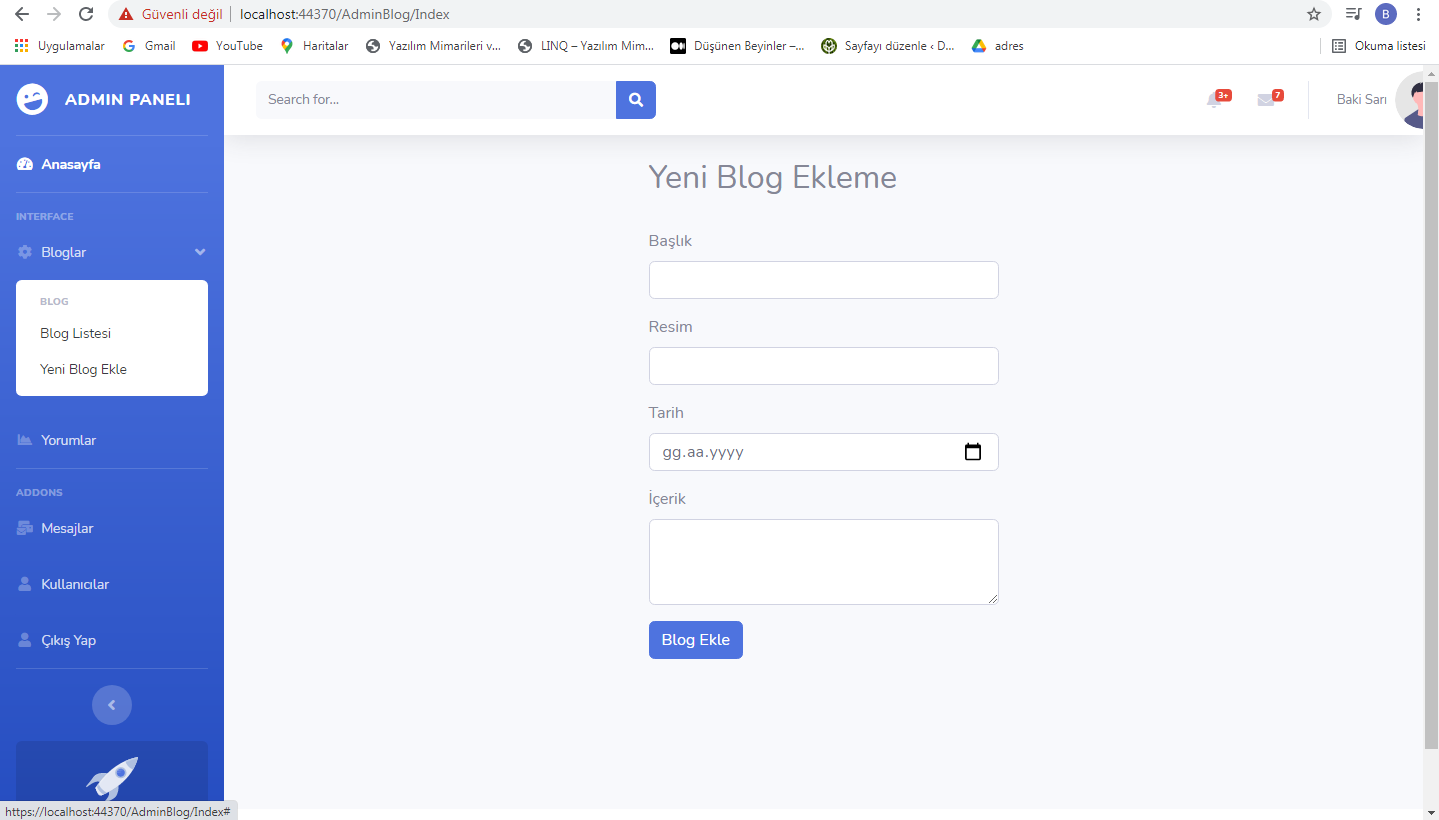 Güvenli değil
localhost:44370/AdminBlog/Index
B
Uygulamalar
Gmail
YouTube
Haritalar
Yazılım Mimarileri v...
LINQ – Yazılım Mim...
Düşünen Beyinler –...
Sayfayı düzenle ‹ D...
adres
Okuma listesi
ADMIN PANELI
Search for...
3+
7
Baki Sarı
Anasayfa
INTERFACE
Bloglar
BLOG
Blog Listesi
Yeni Blog Ekle
Yorumlar
ADDONS
Mesajlar
Kullanıcılar
Çıkış Yap
Yeni Blog Ekleme
Başlık
Resim
Tarih
gg.aa.yyyy
İçerik
Blog Ekle
https://localhost:44370/AdminBlog/Index#